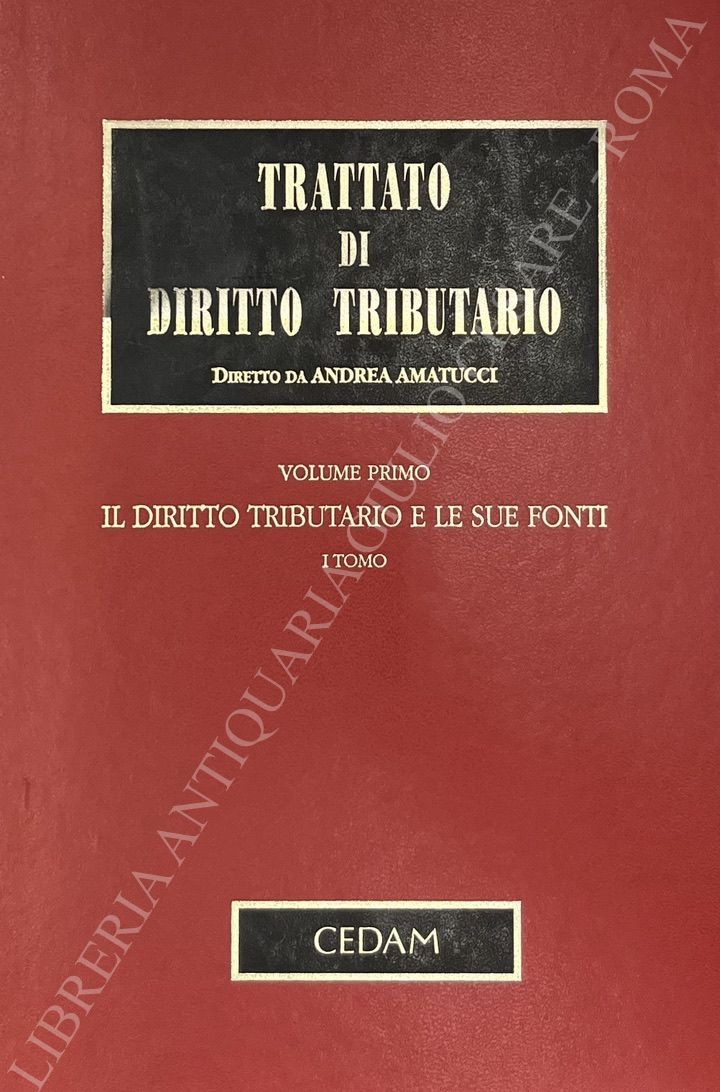 TRATTATO
DI
DIRITTO TRIBUTARIO
DIRETTO DA ANDREA AMATUCCI
VOLUME PRIMO
IL DIRITTO TRIBUTARIO E LE SUE FONTI
I TOMO
CEDAM
LIBRERIA ANTIQUARIA GIULIO CESARE - ROMA